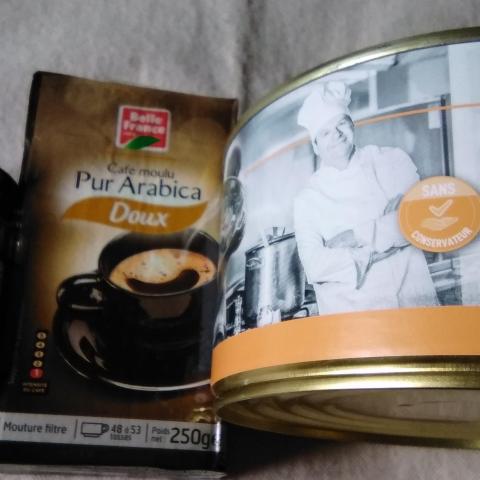 Belle
France
Café moulu
Pur Arabica
Doux
INTENSITÉ
DU CAFÉ
Mouture filtre
48 à 53
tasses
Poids
net :
250g
SANS
CONSERVATEUR